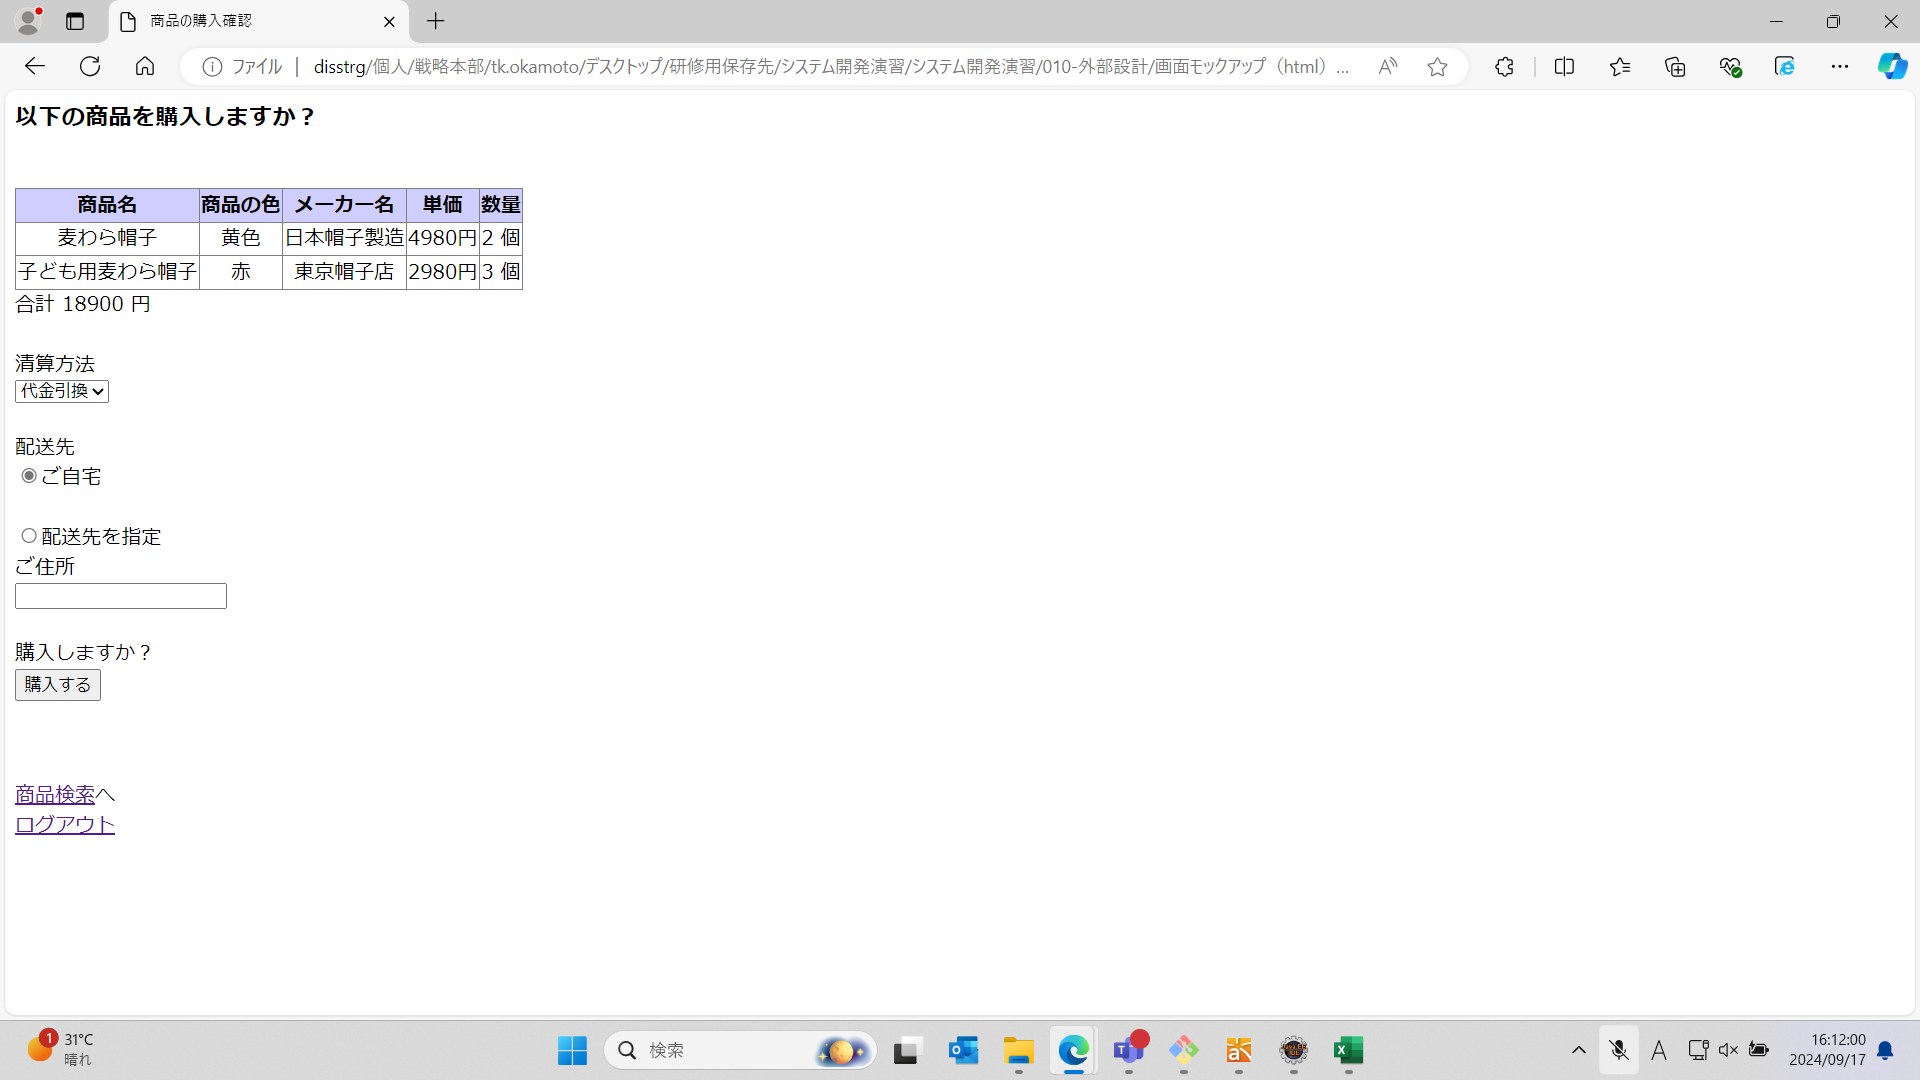 商品の購入確認
ファイル
disstrg/個人/戦略本部/tk.okamoto/デスクトップ/研修用保存先/システム開発演習/システム開発演習/010-外部設計/画面モックアップ（html）...
以下の商品を購入しますか？
商品名 商品の色 メーカー名 単価 数量
麦わら帽子 黄色 日本帽子製造 4980円 2 個
子ども用麦わら帽子 赤 東京帽子店 2980円 3 個
合計 18900 円
清算方法
代金引換
配送先
ご自宅
配送先を指定
ご住所
購入しますか？
購入する
商品検索へ
ログアウト
1
31°C
晴れ
検索
A
16:12:00
2024/09/17